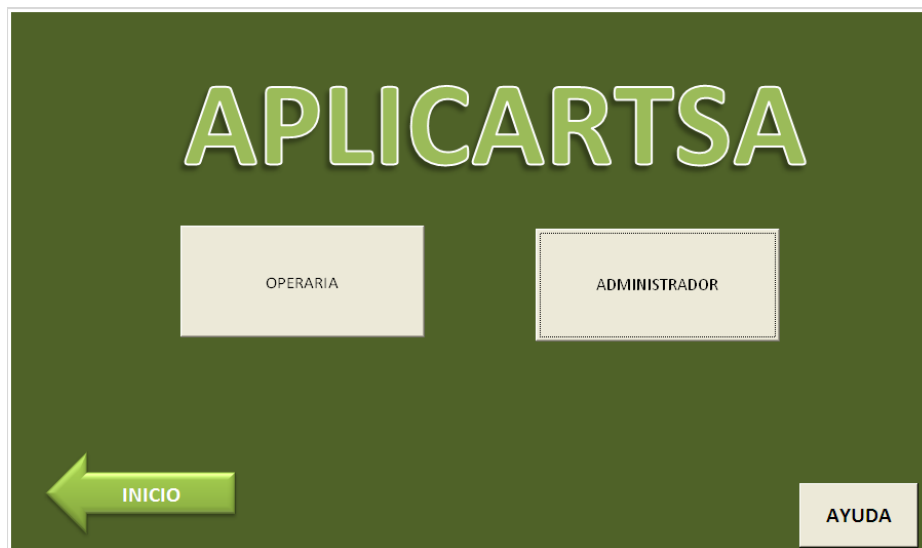 APLICARTSA
OPERARIA
ADMINISTRADOR
INICIO
AYUDA